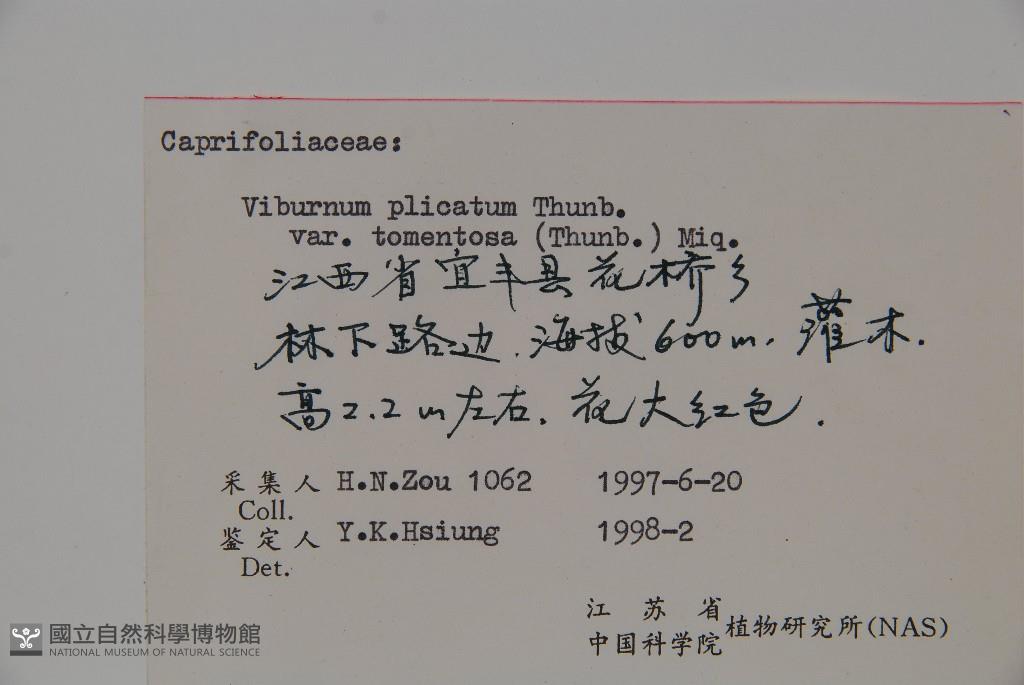 Caprifoliaceae:
Viburnum plicatum Thunb.
var. tomentosa (Thunb.) Miq.
江西省宜丰县花桥乡
林下路边.海拔600m.灌木.
高2.2m左右.花大红色.
采集人 H.N.Zou 1062 1997-6-20
Coll.
鉴定人 Y.K.Hsiung 1998-2
Det.
江苏省
中国科学院植物研究所(NAS)
國立自然科學博物館
NATIONAL MUSEUM OF NATURAL SCIENCE